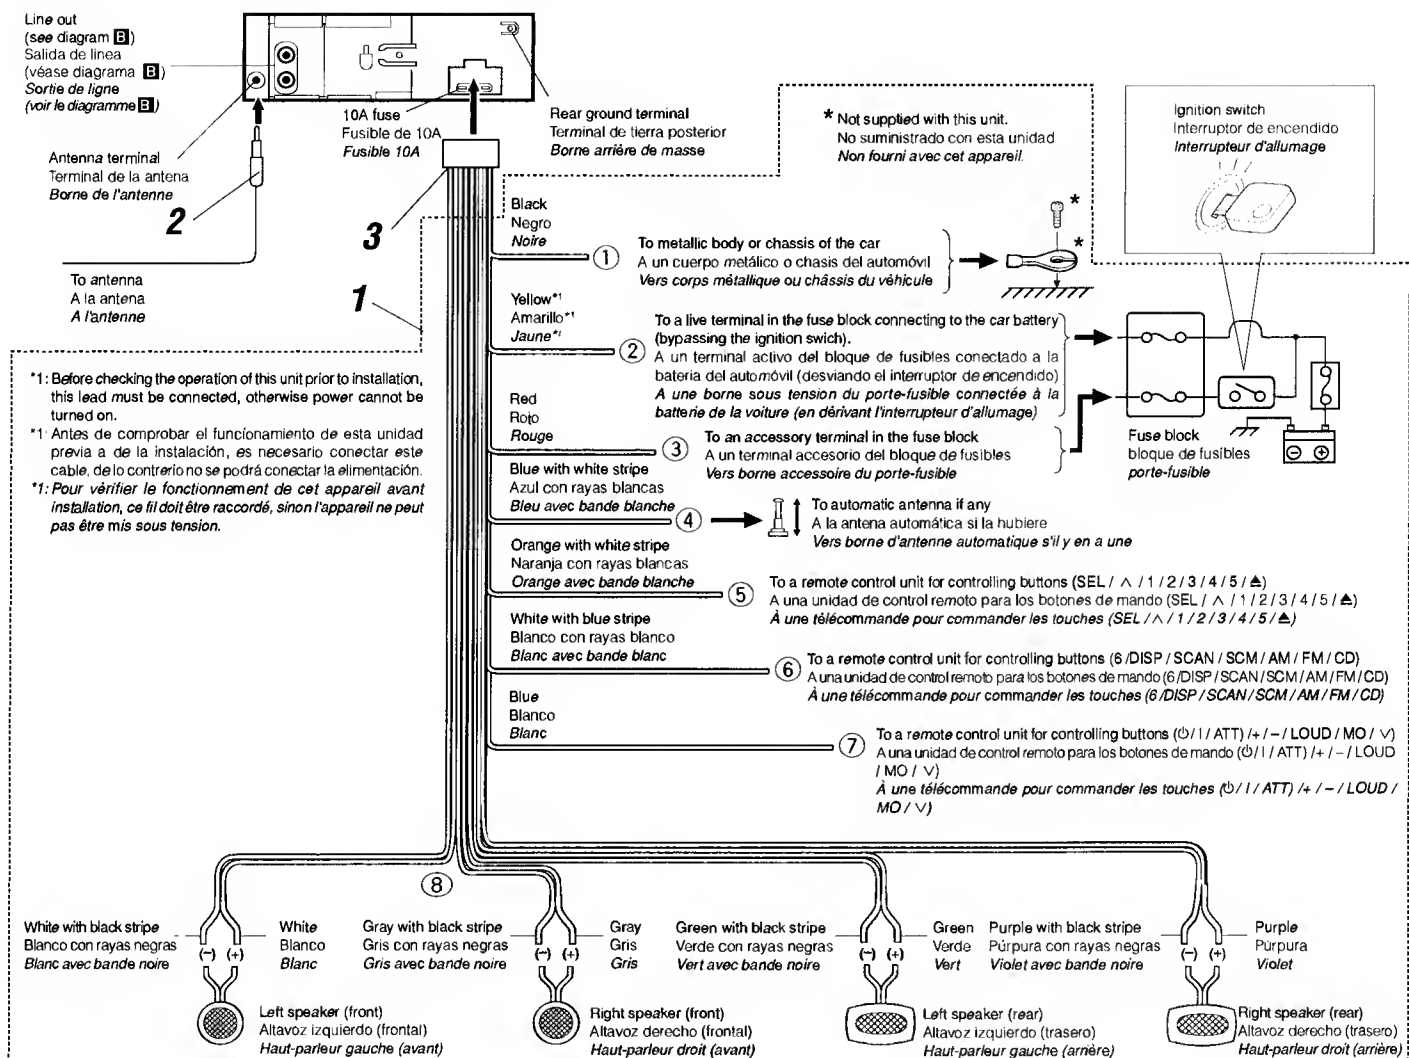 Line out
(see diagram B)
Salida de linea
(véase diagrama B)
Sortie de ligne
(voir le diagramme B)
Antenna terminal
Terminal de la antena
Borne de l'antenne
2
To antenna
A la antena
A l'antenne
10A fuse
Fusible de 10A
Fusible 10A
3
Rear ground terminal
Terminal de tierra posterior
Borne arrière de masse
* Not supplied with this unit.
No suministrado con esta unidad
Non fourni avec cet appareil.
Ignition switch
Interruptor de encendido
Interrupteur d'allumage
1
Black
Negro
Noire
①
To metallic body or chassis of the car
A un cuerpo metálico o chasis del automóvil
Vers corps métallique ou châssis du véhicule
*
*
Yellow*1
Amarillo*1
Jaune*1
②
To a live terminal in the fuse block connecting to the car battery
(bypassing the ignition swich).
A un terminal activo del bloque de fusibles conectado a la
bateria del automóvil (desviando el interruptor de encendido)
A une borne sous tension du porte-fusible connectée à la
batterie de la voiture (en dérivant l'interrupteur d'allumage)
Fuse block
bloque de fusibles
porte-fusible
*1: Before checking the operation of this unit prior to installation,
this lead must be connected, otherwise power cannot be
turned on.
*1: Antes de comprobar el funcionamiento de esta unidad
previa a de la instalación, es necesario conectar este
cable, de lo contrerio no se podrá conectar la alimentación.
*1: Pour vérifier le fonctionnement de cet appareil avant
installation, ce fil doit être raccordé, sinon l'appareil ne peut
pas être mis sous tension.
Red
Roto
Rouge
③
To an accessory terminal in the fuse block
A un terminal accesorio del bloque de fusibles
Vers borne accessoire du porte-fusible
Blue with white stripe
Azul con rayas blancas
Bleu avec bande blanche
④
To automatic antenna if any
A la antena automática si la hubiere
Vers borne d'antenne automatique s'il y en a une
Orange with white stripe
Naranja con rayas blancas
Orange avec bande blanche
⑤
To a remote control unit for controlling buttons (SEL / ∧ / 1 / 2 / 3 / 4 / 5 / ⏏)
A una unidad de control remoto para los botones de mando (SEL / ∧ / 1 / 2 / 3 / 4 / 5 / ⏏)
À une télécommande pour commander les touches (SEL / ∧ / 1 / 2 / 3 / 4 / 5 / ⏏)
White with blue stripe
Blanco con rayas blanco
Blanc avec bande blanc
⑥
To a remote control unit for controlling buttons (6 /DISP / SCAN / SCM / AM / FM / CD)
A una unidad de control remoto para los botones de mando (6 /DISP / SCAN / SCM / AM / FM / CD)
À une télécommande pour commander les touches (6 /DISP / SCAN / SCM / AM / FM / CD)
Blue
Blanco
Blanc
⑦
To a remote control unit for controlling buttons (⏻/ I / ATT) /+ / – / LOUD / MO / ∨)
A una unidad de control remoto para los botones de mando (⏻/ I / ATT) /+ / – / LOUD
/ MO / ∨)
À une télécommande pour commander les touches (⏻/ I / ATT) /+ / – / LOUD /
MO / ∨)
⑧
White with black stripe
Blanco con rayas negras
Blanc avec bande noire
(–) (+)
White
Blanco
Blanc
Left speaker (front)
Altavoz izquierdo (frontal)
Haut-parleur gauche (avant)
Gray with black stripe
Gris con rayas negras
Gris avec bande noire
(–) (+)
Gray
Gris
Gris
Right speaker (front)
Altavoz derecho (frontal)
Haut-parleur droit (avant)
Green with black stripe
Verde con rayas negras
Vert avec bande noire
(–) (+)
Green
Verde
Vert
Left speaker (rear)
Altavoz izquierdo (trasero)
Haut-parleur gauche (arrière)
Purple with black stripe
Púrpura con rayas negras
Violet avec bande noire
(–) (+)
Purple
Púrpura
Violet
Right speaker (rear)
Altavoz derecho (trasero)
Haut-parleur droit (arrière)